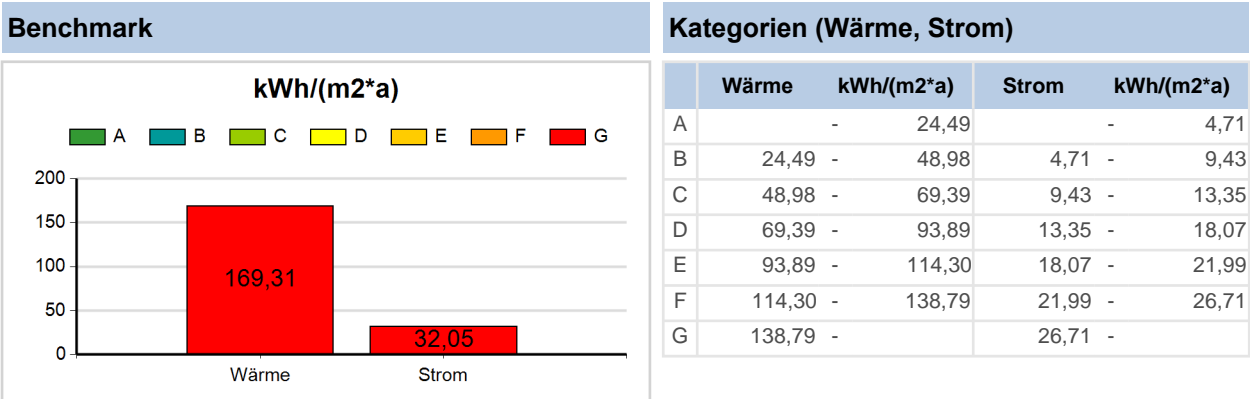 Benchmark
kWh/(m2*a)
A B C D E F G
200
150
100
50
0
169,31
32,05
Wärme Strom
Kategorien (Wärme, Strom)
Wärme kWh/(m2*a) Strom kWh/(m2*a)
A - 24,49 - 4,71
B 24,49 - 48,98 4,71 - 9,43
C 48,98 - 69,39 9,43 - 13,35
D 69,39 - 93,89 13,35 - 18,07
E 93,89 - 114,30 18,07 - 21,99
F 114,30 - 138,79 21,99 - 26,71
G 138,79 - 26,71 -